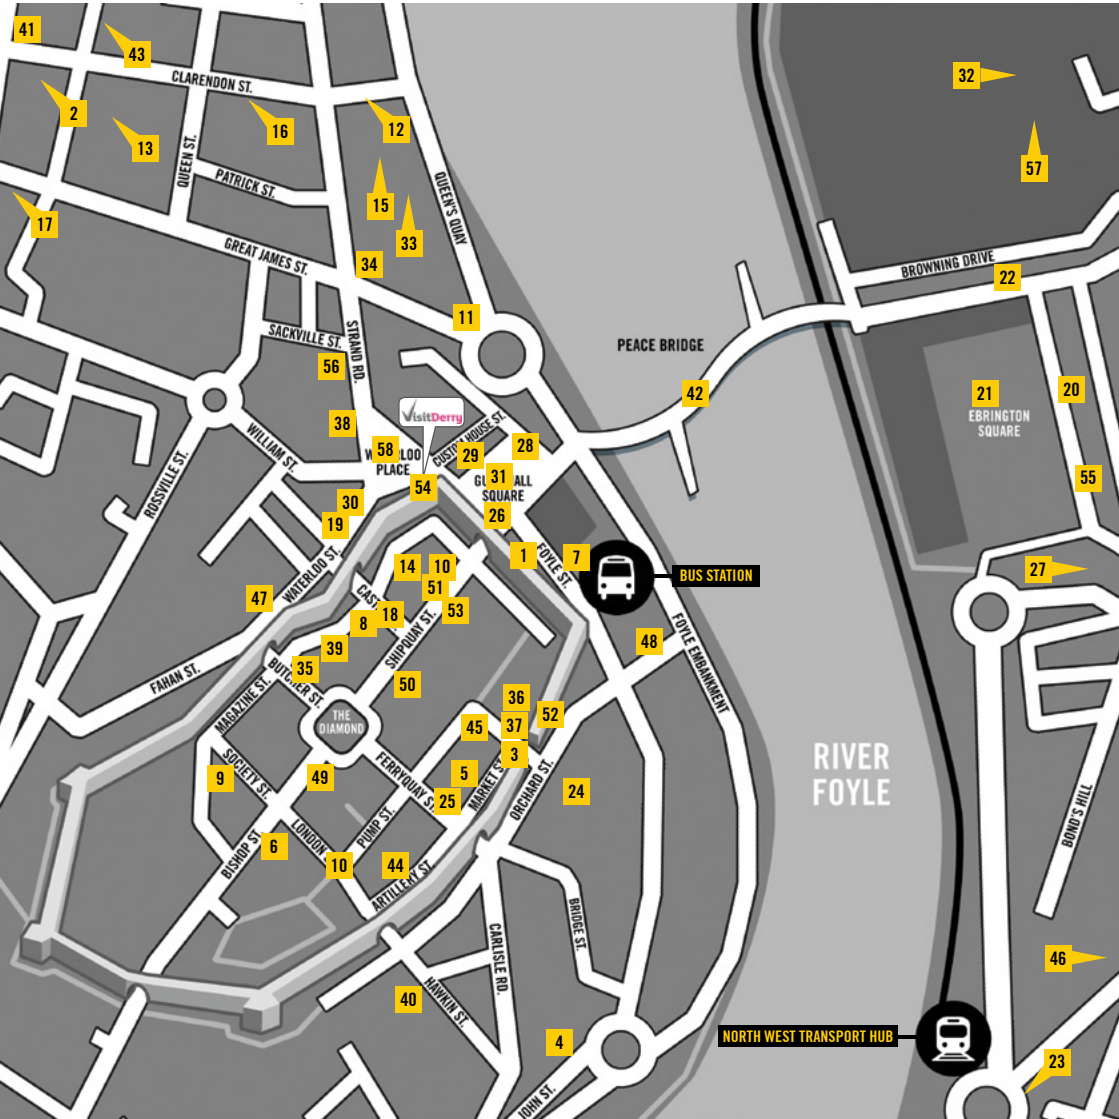 41
43
32
CLARENDON ST.
2
16
12
13
57
QUEEN ST.
PATRICK ST.
15
QUEEN'S QUAY
17
33
GREAT JAMES ST.
34
BROWNING DRIVE
22
11
SACKVILLE ST.
STRAND RD.
PEACE BRIDGE
56
42
21
20
VisitDerry
EBRINGTON
SQUARE
38
CUSTOM HOUSE ST.
WILLIAM ST.
58
28
29
PLACE
31
ROSSVILLE ST.
54
SQUARE
55
30
26
19
1
FOYLE ST.
7
14
10
BUS STATION
27
WATERLOO ST.
51
47
18
53
8
SHIPQUAY ST.
39
48
FOYLE EMBANKMENT
35
BUTCHER ST.
FAHAN ST.
50
MAGAZINE ST.
36
52
THE
DIAMOND
45
37
3
RIVER
FOYLE
SOCIETY ST.
9
49
FERRYQUAY ST.
5
MARKET ST.
ORCHARD ST.
24
25
BOND'S HILL
6
LONDON
PUMP ST.
BISHOP ST.
10
44
ARTILLERY ST.
BRIDGE ST.
CARLISLE RD.
46
40
HAWKIN ST.
4
NORTH WEST TRANSPORT HUB
23
JOHN ST.